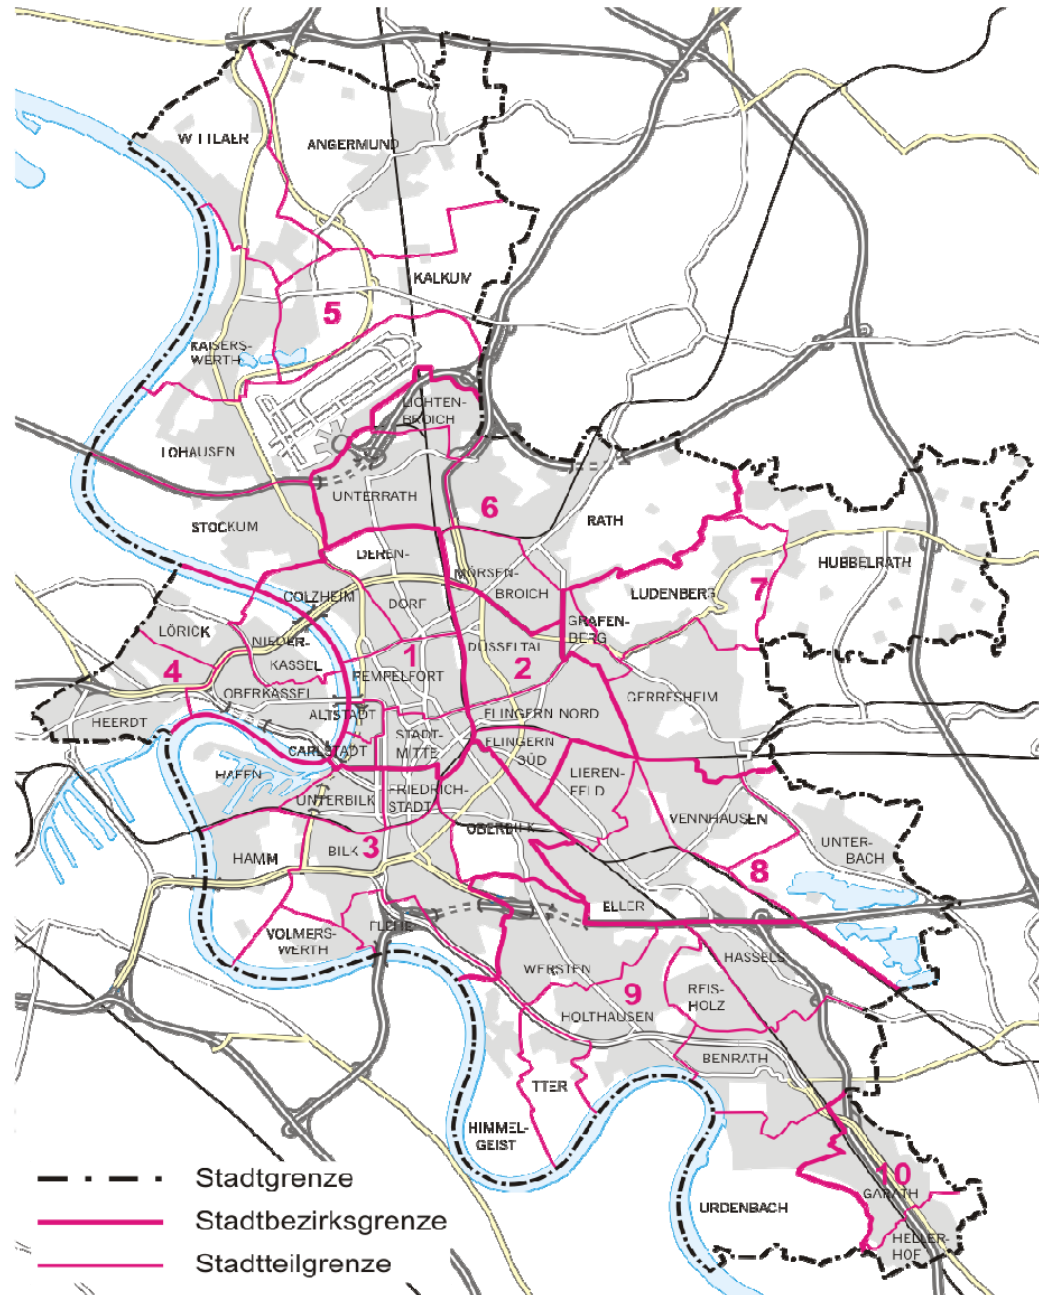 WITTLAER
ANGERMUND
KALKUM
5
KAISERS-
WERTH
LICHTEN-
BROICH
LOHAUSEN
UNTERRATH
6
STOCKUM
RATH
DEREN-
DORF
HUBBELRATH
MÖRSEN-
BROICH
LUDENBERG
7
GOLZHEIM
GRAFEN-
BERG
LÖRICK
NIEDER-
KASSEL
1
DÜSSELTAL
2
4
PEMPELFORT
OBERKASSEL
GERRESHEIM
HEERDT
ALTSTADT
FLINGERN NORD
STADT-
MITTE
FLINGERN
SÜD
CARLSTADT
HAFEN
LIEREN-
FELD
UNTERBILK
FRIEDRICH-
STADT
VENNHAUSEN
OBERBILK
UNTER-
BACH
HAMM
BILK
3
8
ELLER
VOLMERS-
WERTH
FLEHE
WERSTEN
HASSELS
9
REIS-
HOLZ
HOLTHAUSEN
BENRATH
TTER
HIMMEL-
GEIST
10
GARATH
URDENBACH
HELLER-
HOF
Stadtgrenze
Stadtbezirksgrenze
Stadtteilgrenze